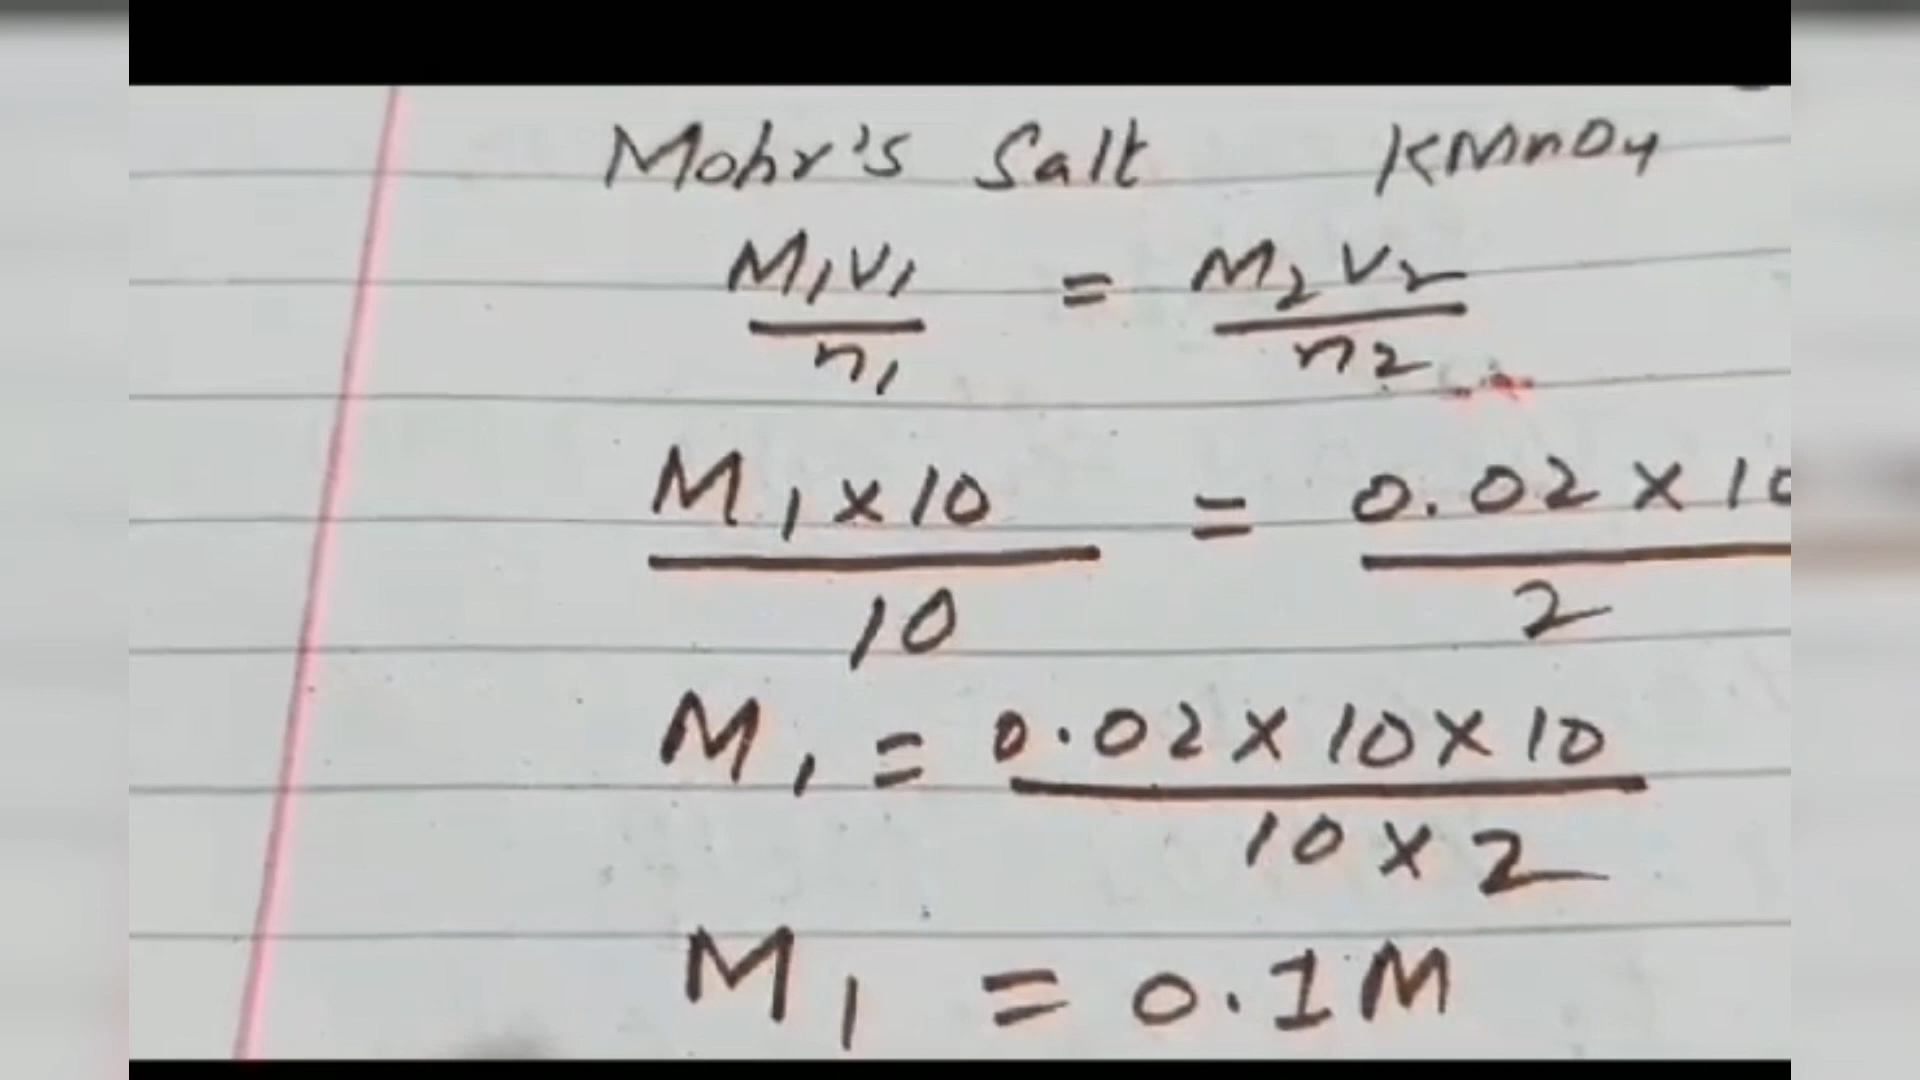 Mohr's Salt KMnO4
M1V1/n1 = M2V2/n2
M1 x 10/10 = 0.02 x 10/2
M1 = 0.02 x 10 x 10/10 x 2
M1 = 0.1M